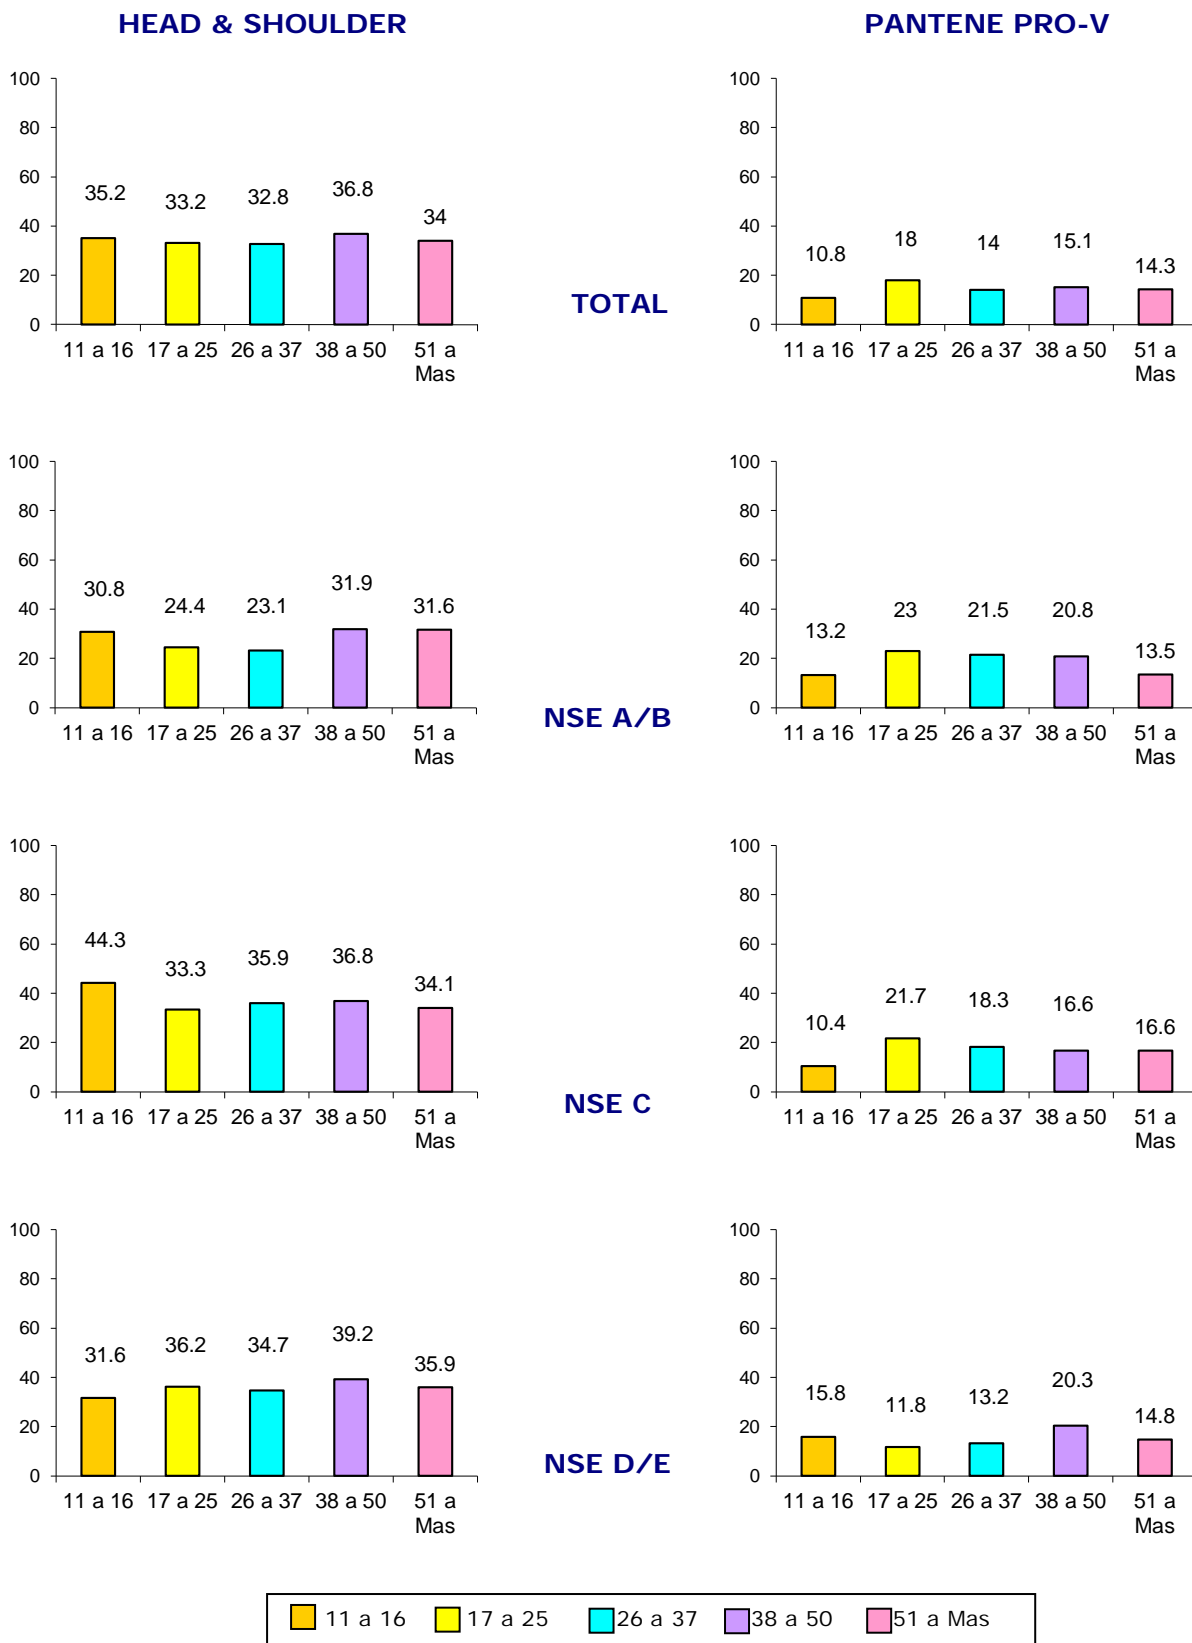 HEAD & SHOULDER
PANTENE PRO-V
100
80
60
40
20
0
35.2
33.2
32.8
36.8
34
11 a 16
17 a 25
26 a 37
38 a 50
51 a
Mas
TOTAL
100
80
60
40
20
0
10.8
18
14
15.1
14.3
11 a 16
17 a 25
26 a 37
38 a 50
51 a
Mas
100
80
60
40
20
0
30.8
24.4
23.1
31.9
31.6
11 a 16
17 a 25
26 a 37
38 a 50
51 a
Mas
NSE A/B
100
80
60
40
20
0
13.2
23
21.5
20.8
13.5
11 a 16
17 a 25
26 a 37
38 a 50
51 a
Mas
100
80
60
40
20
0
44.3
33.3
35.9
36.8
34.1
11 a 16
17 a 25
26 a 37
38 a 50
51 a
Mas
NSE C
100
80
60
40
20
0
10.4
21.7
18.3
16.6
16.6
11 a 16
17 a 25
26 a 37
38 a 50
51 a
Mas
100
80
60
40
20
0
31.6
36.2
34.7
39.2
35.9
11 a 16
17 a 25
26 a 37
38 a 50
51 a
Mas
NSE D/E
100
80
60
40
20
0
15.8
11.8
13.2
20.3
14.8
11 a 16
17 a 25
26 a 37
38 a 50
51 a
Mas
11 a 16 17 a 25 26 a 37 38 a 50 51 a Mas